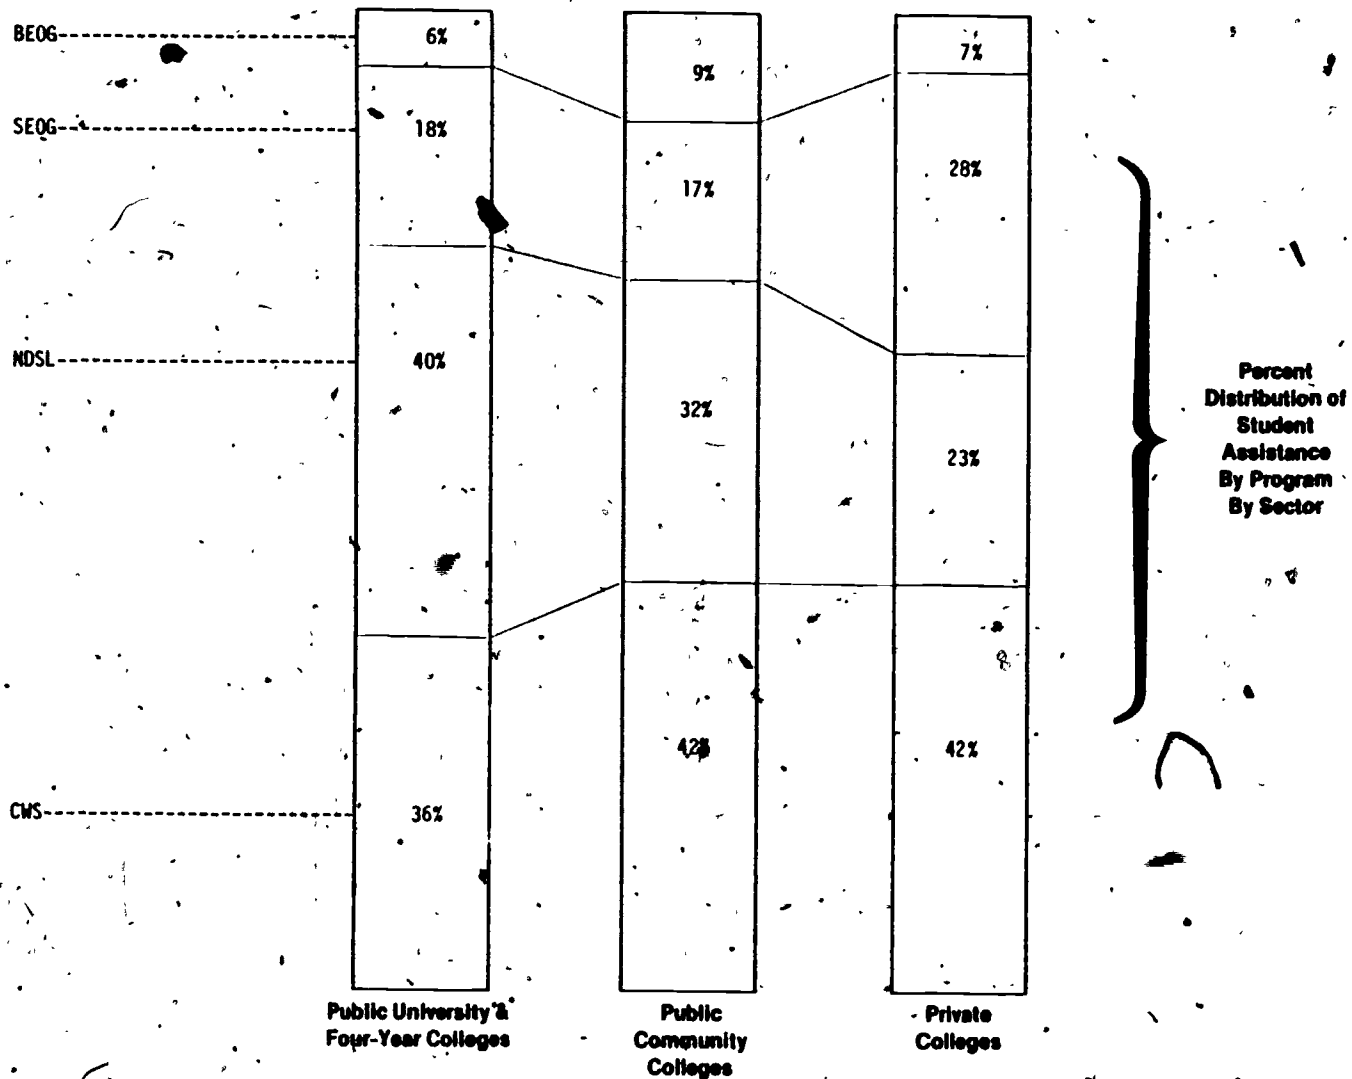 BEOG
6%
9%
7%
SEOG
18%
17%
28%
NDSL
40%
32%
23%
CWS
36%
42%
42%
Percent
Distribution of
Student
Assistance
By Program
By Sector
Public University &
Four-Year Colleges
Public
Community
Colleges
Private
Colleges